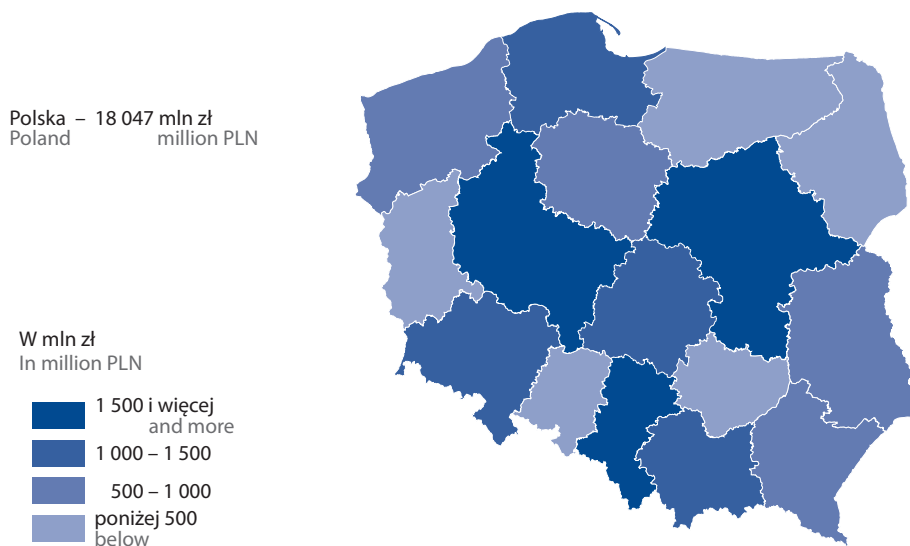 Polska – 18 047 mln zł
Poland million PLN
W mln zł
In million PLN
1 500 i więcej
and more
1 000 – 1 500
500 – 1 000
poniżej 500
below